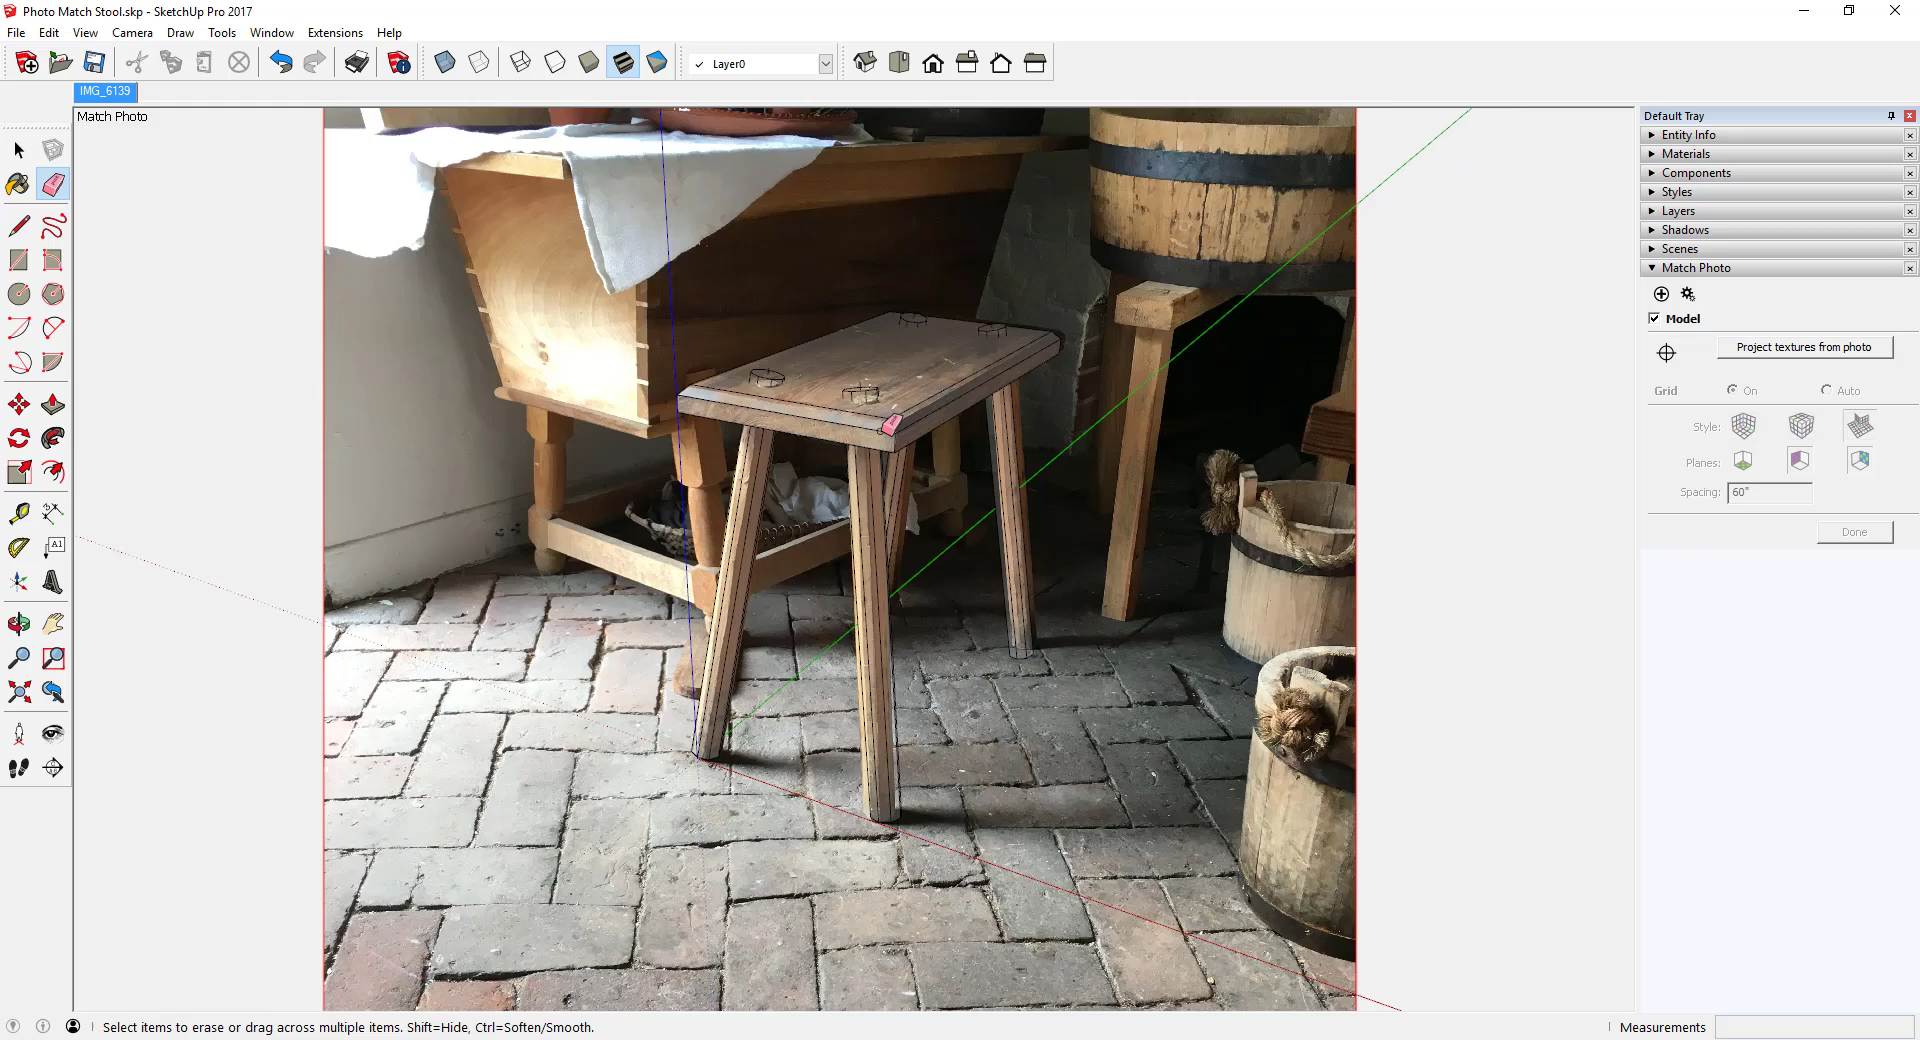 Photo Match Stool.skp - SketchUp Pro 2017
File Edit View Camera Draw Tools Window Extensions Help
Layer0
IMG_6139
Match Photo
Default Tray
Entity Info
Materials
Components
Styles
Layers
Shadows
Scenes
Match Photo
Model
Project textures from photo
Grid On Auto
Style:
Planes:
Spacing: 60"
Done
A1
Select items to erase or drag across multiple items. Shift=Hide, Ctrl=Soften/Smooth.
Measurements